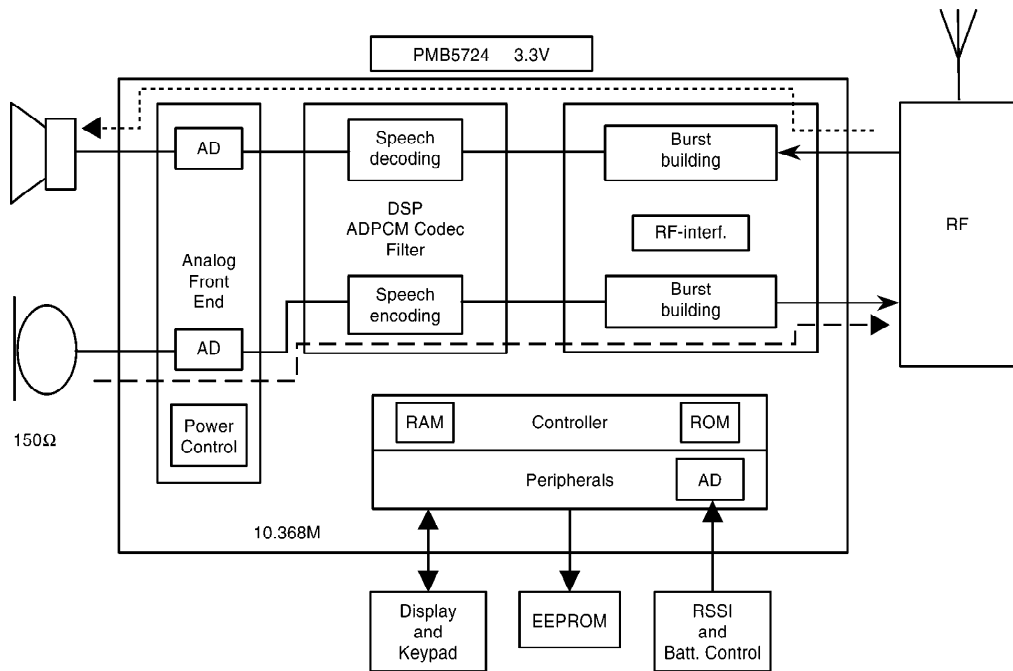 PMB5724 3.3V
AD
Speech
decoding
Burst
building
DSP
ADPCM Codec
Filter
RF-interf.
RF
Analog
Front
End
Speech
encoding
Burst
building
AD
150Ω
Power
Control
RAM
Controller
ROM
Peripherals
AD
10.368M
Display
and
Keypad
EEPROM
RSSI
and
Batt. Control